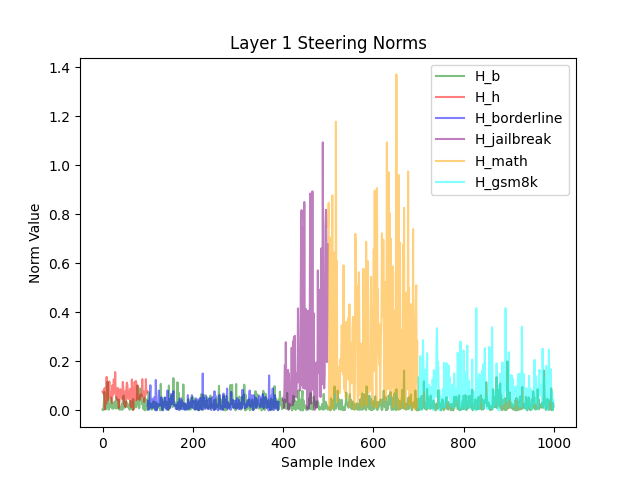 Layer 1 Steering Norms
1.4
1.2
1.0
0.8
0.6
0.4
0.2
0.0
Norm Value
H_b
H_h
H_borderline
H_jailbreak
H_math
H_gsm8k
0
200
400
600
800
1000
Sample Index